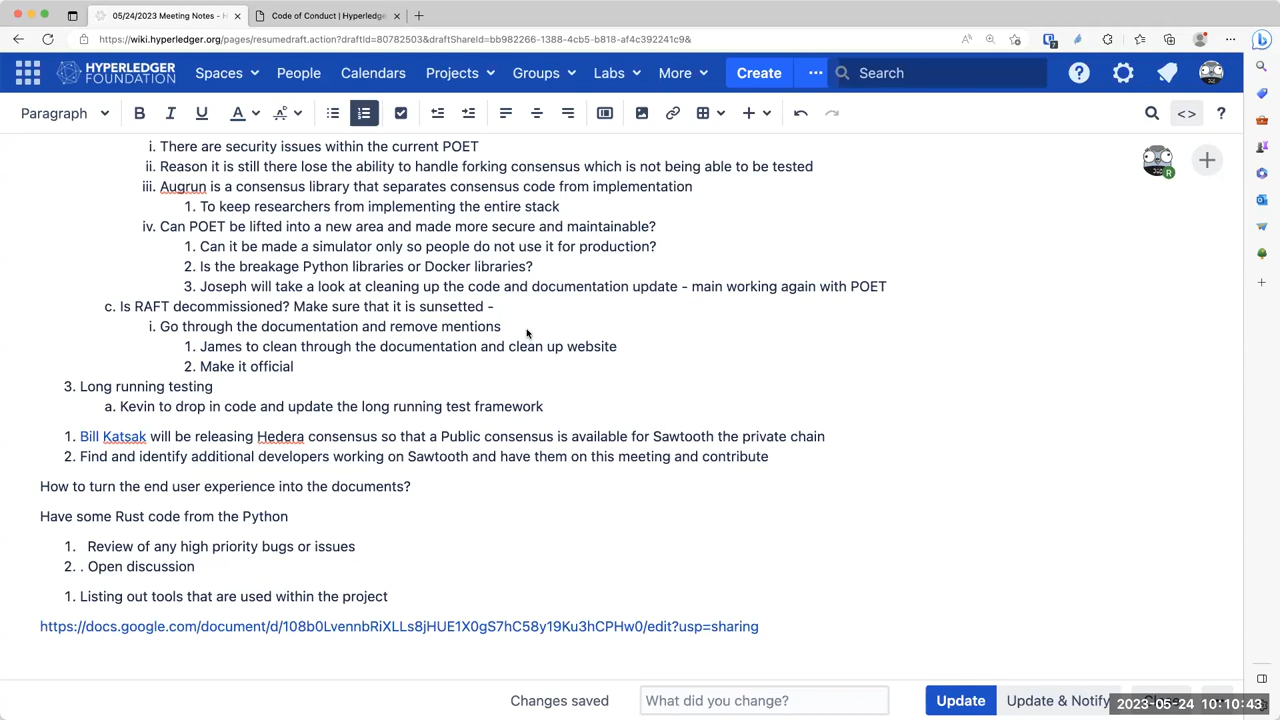 05/24/2023 Meeting Notes - H
Code of Conduct | Hyperledge
https://wiki.hyperledger.org/pages/resumedraft.action?draftId=80782503&draftShareId=bb982266-1388-4cb5-b818-af4c392241c9&
HYPERLEDGER FOUNDATION Spaces People Calendars Projects Groups Labs More Create ... Search
Paragraph B I U A
i. There are security issues within the current POET
ii. Reason it is still there lose the ability to handle forking consensus which is not being able to be tested
iii. Augrun is a consensus library that separates consensus code from implementation
1. To keep researchers from implementing the entire stack
iv. Can POET be lifted into a new area and made more secure and maintainable?
1. Can it be made a simulator only so people do not use it for production?
2. Is the breakage Python libraries or Docker libraries?
3. Joseph will take a look at cleaning up the code and documentation update - main working again with POET
c. Is RAFT decommissioned? Make sure that it is sunsetted -
i. Go through the documentation and remove mentions
1. James to clean through the documentation and clean up website
2. Make it official
3. Long running testing
a. Kevin to drop in code and update the long running test framework
1. Bill Katsak will be releasing Hedera consensus so that a Public consensus is available for Sawtooth the private chain
2. Find and identify additional developers working on Sawtooth and have them on this meeting and contribute
How to turn the end user experience into the documents?
Have some Rust code from the Python
1. Review of any high priority bugs or issues
2. . Open discussion
1. Listing out tools that are used within the project
https://docs.google.com/document/d/108b0LvennbRiXLLs8jHUE1X0gS7hC58y19Ku3hCPHw0/edit?usp=sharing
Changes saved What did you change? Update Update & Notify
2023-05-24 10:10:43